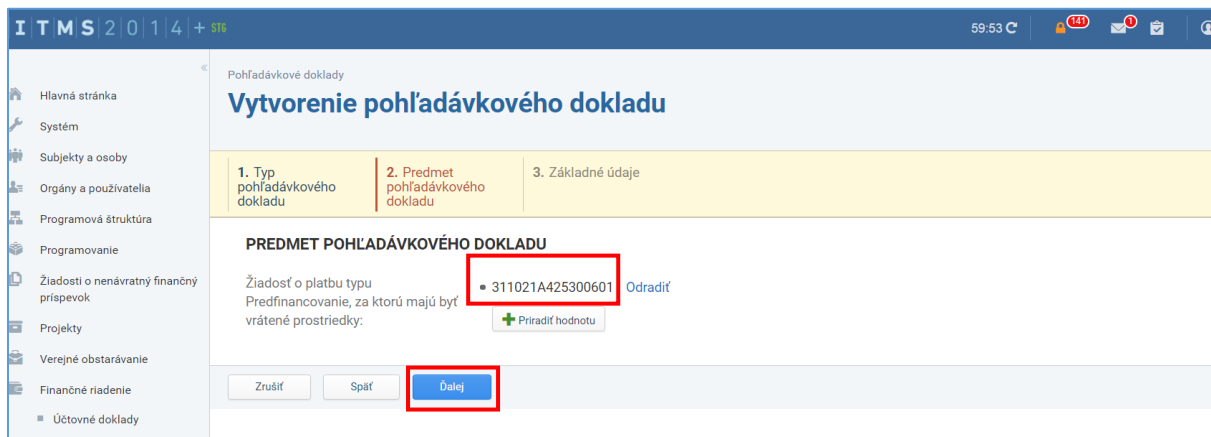 ITMS2014+ STG
59:53
141
1
«
Pohľadávkové doklady
Vytvorenie pohľadávkového dokladu
Hlavná stránka
Systém
Subjekty a osoby
Orgány a používatelia
Programová štruktúra
Programovanie
Žiadosti o nenávratný finančný
príspevok
Projekty
Verejné obstarávanie
Finančné riadenie
Účtovné doklady
1. Typ
pohľadávkového
dokladu
2. Predmet
pohľadávkového
dokladu
3. Základné údaje
PREDMET POHĽADÁVKOVÉHO DOKLADU
Žiadosť o platbu typu
Predfinancovanie, za ktorú majú byť
vrátené prostriedky:
311021A425300601 Odradiť
Priradiť hodnotu
Zrušiť Späť Ďalej